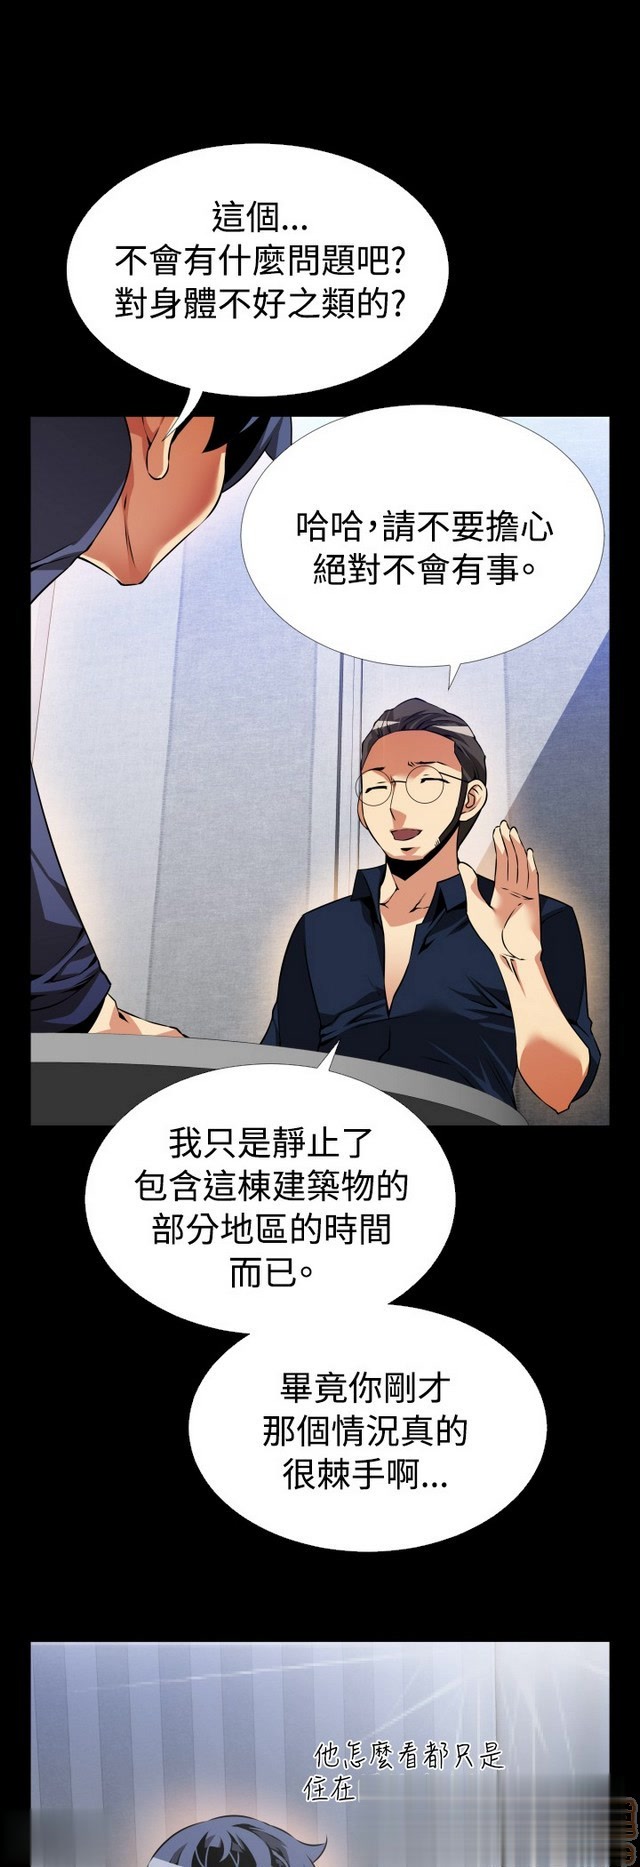 這個...
不會有什麼問題吧?
對身體不好之類的?
哈哈,請不要擔心
絕對不會有事。
我只是靜止了
包含這棟建築物的
部分地區的時間
而已。
畢竟你剛才
那個情況真的
很棘手啊...
他怎麼看都只是
住在